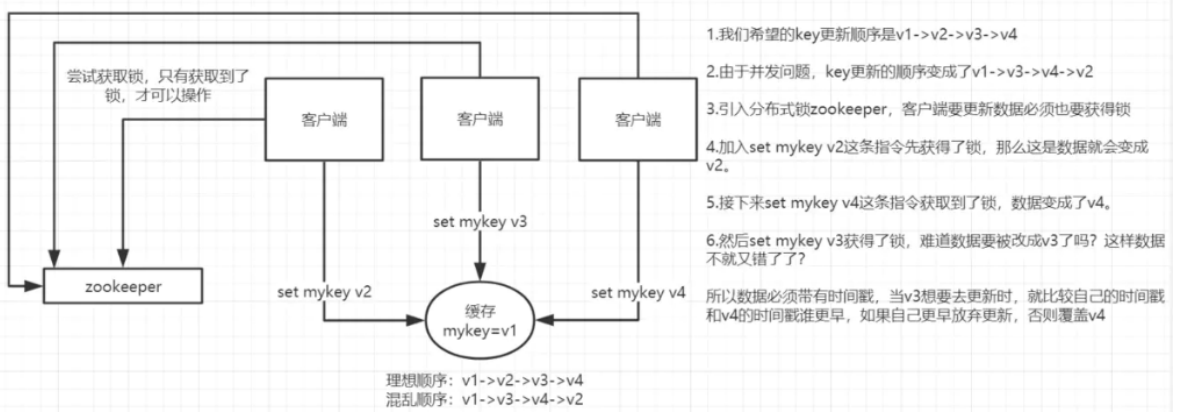 尝试获取锁，只有获取到了
锁，才可以操作
客户端
客户端
客户端
set mykey v3
zookeeper
set mykey v2
set mykey v4
缓存
mykey=v1
理想顺序：v1->v2->v3->v4
混乱顺序：v1->v3->v4->v2
1.我们希望的key更新顺序是v1->v2->v3->v4
2.由于并发问题，key更新的顺序变成了v1->v3->v4->v2
3.引入分布式锁zookeeper，客户端要更新数据必须也要获得锁
4.加入set mykey v2这条指令先获得了锁，那么这是数据就会变成
v2。
5.接下来set mykey v4这条指令获取到了锁，数据变成了v4。
6.然后set mykey v3获得了锁，难道数据要被改成v3了吗？这样数据
不就又错了了？
所以数据必须带有时间戳，当v3想要去更新时，就比较自己的时间戳
和v4的时间戳谁更早，如果自己更早放弃更新，否则覆盖v4